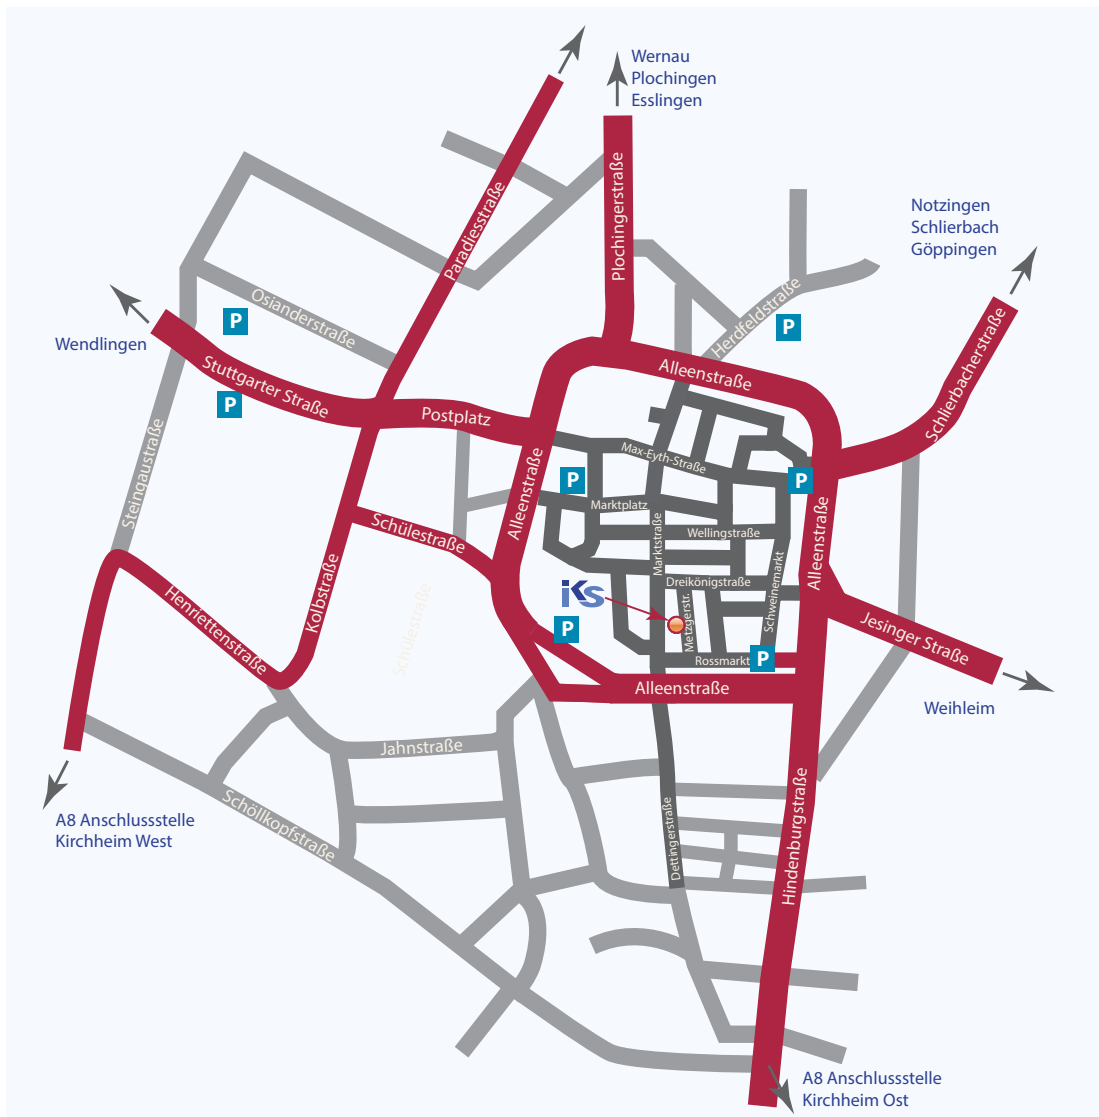 Wernau
Plochingen
Esslingen
Notzingen
Schlierbach
Göppingen
Plochingerstraße
Paradiesstraße
Osianderstraße
P
Herdfeldstraße
P
Wendlingen
Stuttgarter Straße
P
Postplatz
Alleenstraße
Schlierbacherstraße
Max-Eyth-Straße
P
P
Alleenstraße
Marktplatz
Steingaustraße
Schülestraße
Marktstraße
Wellingstraße
Alleenstraße
Dreikönigstraße
Schweinemarkt
iKs
Metzgerstr.
Henriettenstraße
Kolbstraße
Schülestraße
P
Jesinger Straße
Rossmarkt
P
Alleenstraße
Weihleim
Jahnstraße
Schöllkopfstraße
Dettingerstraße
Hindenburgstraße
A8 Anschlussstelle
Kirchheim West
A8 Anschlussstelle
Kirchheim Ost